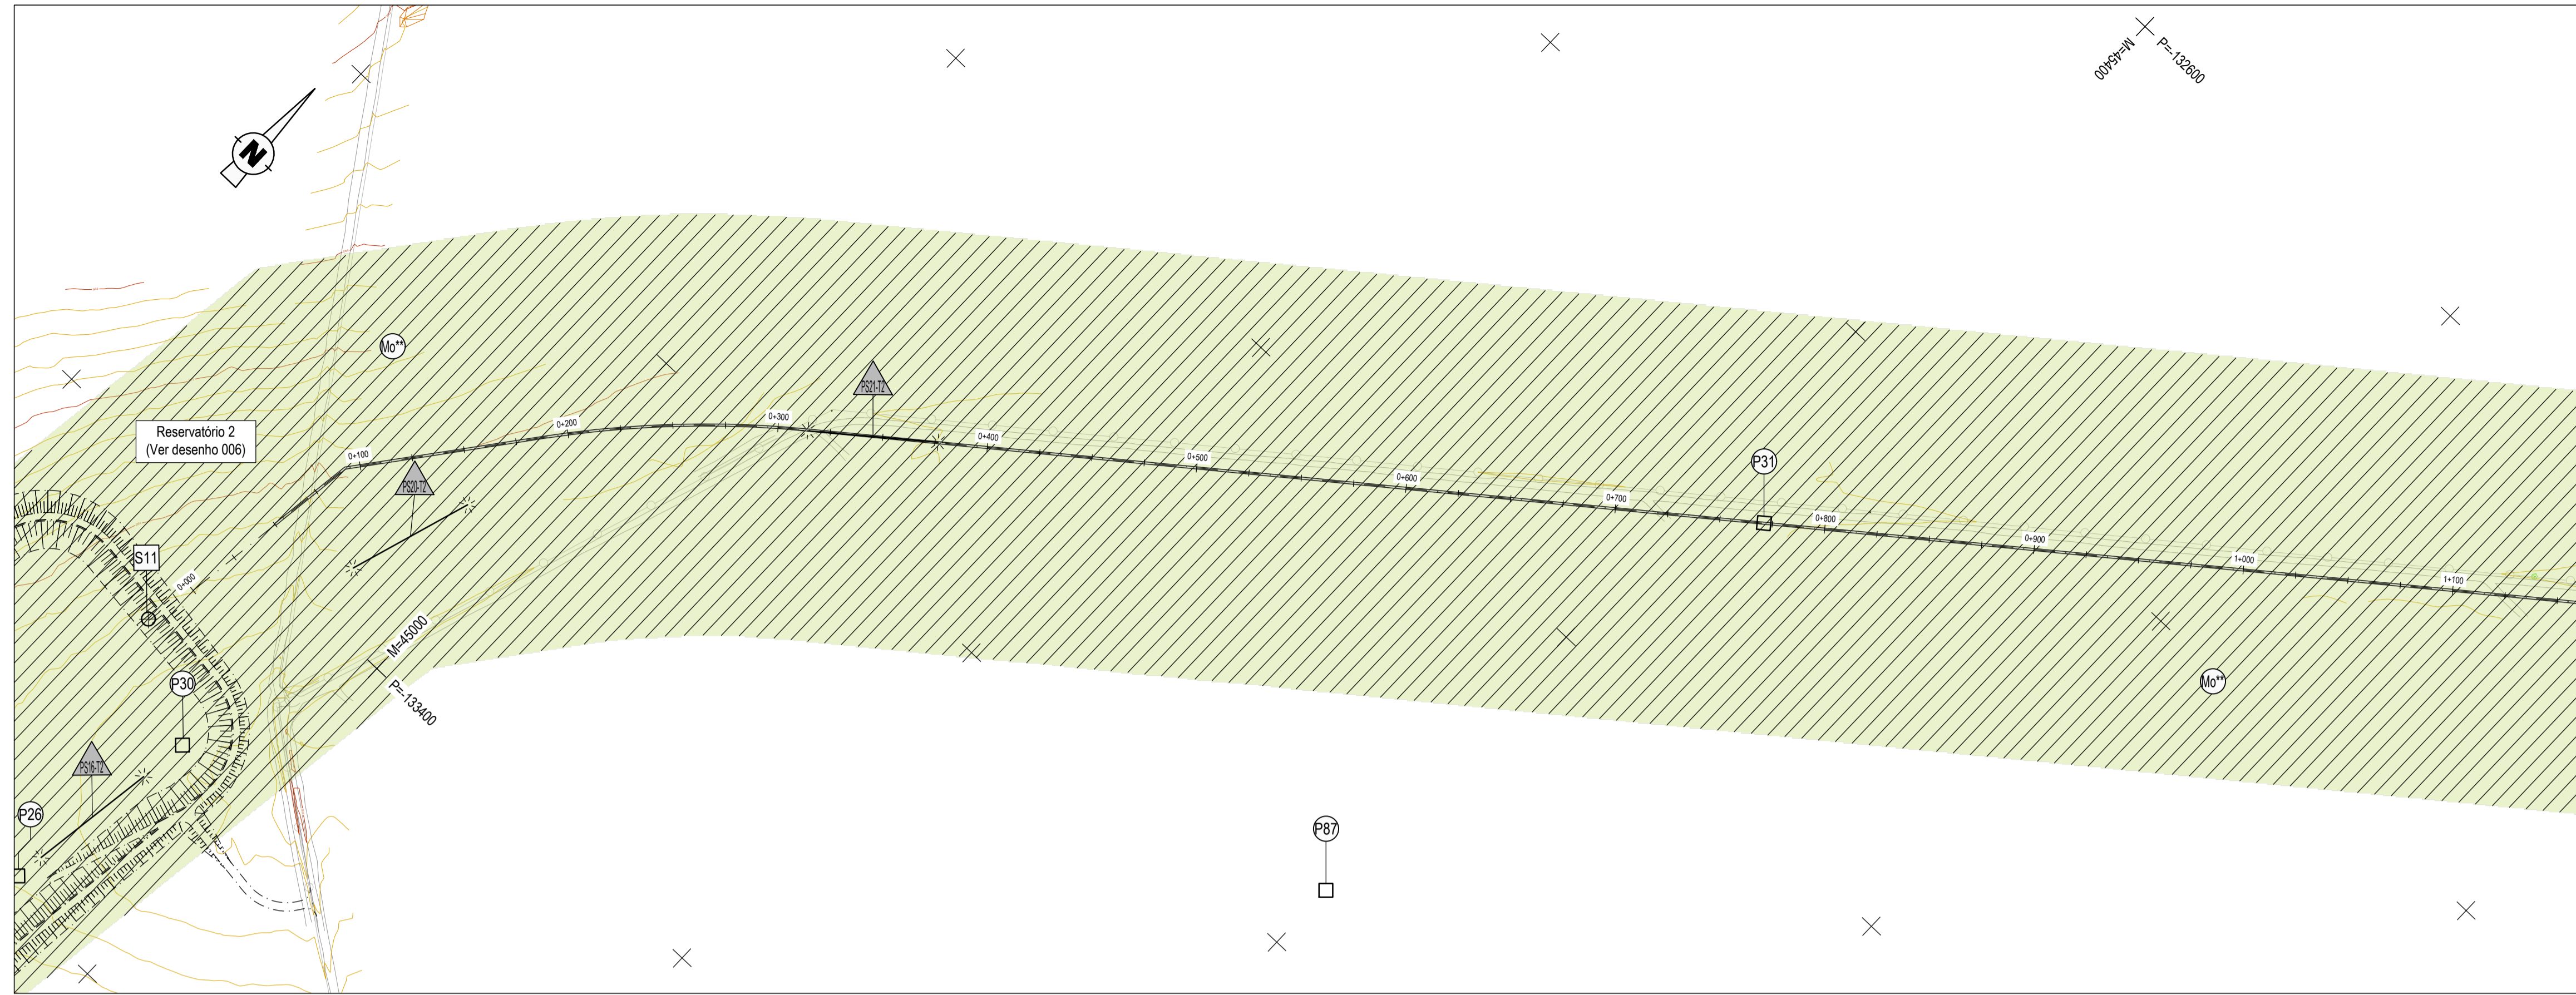 M=45400
P=-132600
N
Mo**
PS21-T2
0+300
0+200
Reservatório 2
(Ver desenho 006)
0+100
0+400
0+500
P31
PS20-T2
0+600
0+700
0+800
0+900
S11
0+000
1+000
1+100
M=45000
P=-133400
P30
Mo**
PS16-T2
P26
P87